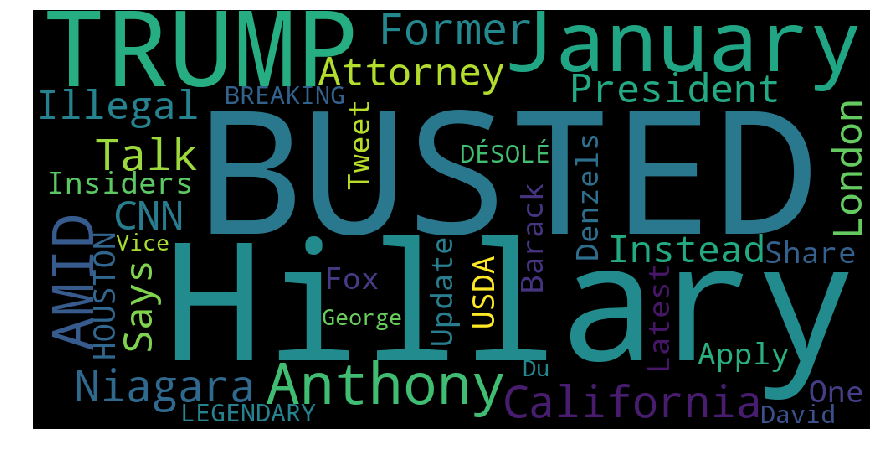 TRUMP
Former
January
Attorney
President
Illegal
BREAKING
BUSTED
Talk
Tweet
DÉSOLÉ
Denzels
London
Insiders
CNN
Barack
AMID
HOUSTON
Vice
Says
Hillary
Fox
George
Update
USDA
Instead
Share
Latest
Apply
Niagara
Anthony
Du
California
One
LEGENDARY
David